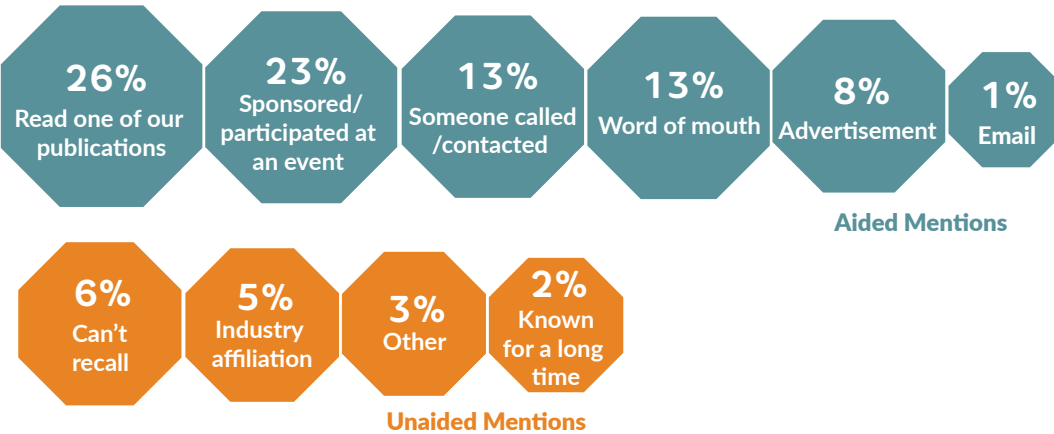 26%
Read one of our
publications
23%
Sponsored/
participated at
an event
13%
Someone called
/contacted
13%
Word of mouth
8%
Advertisement
1%
Email
Aided Mentions
6%
Can’t
recall
5%
Industry
affiliation
3%
Other
2%
Known
for a long
time
Unaided Mentions